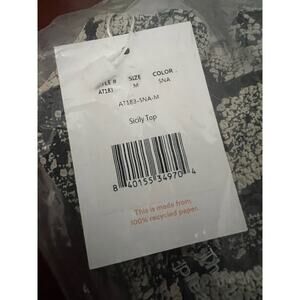 STYLE # SIZE COLOR
AT183 M SNA
AT183-SNA-M
Sicily Top
8 40155 34970 4
This is made from
100% recycled paper.